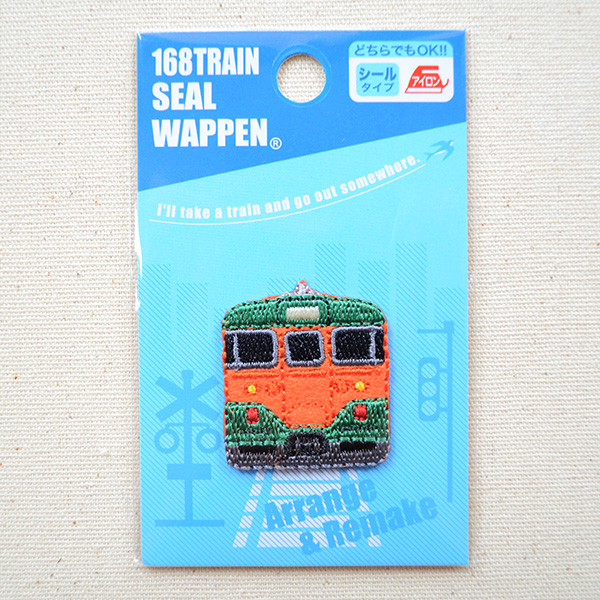 168TRAIN
SEAL
WAPPEN®
どちらでもOK!!
シール
タイプ
アイロン
I'll take a train and go out somewhere.
Arrange
& Remake